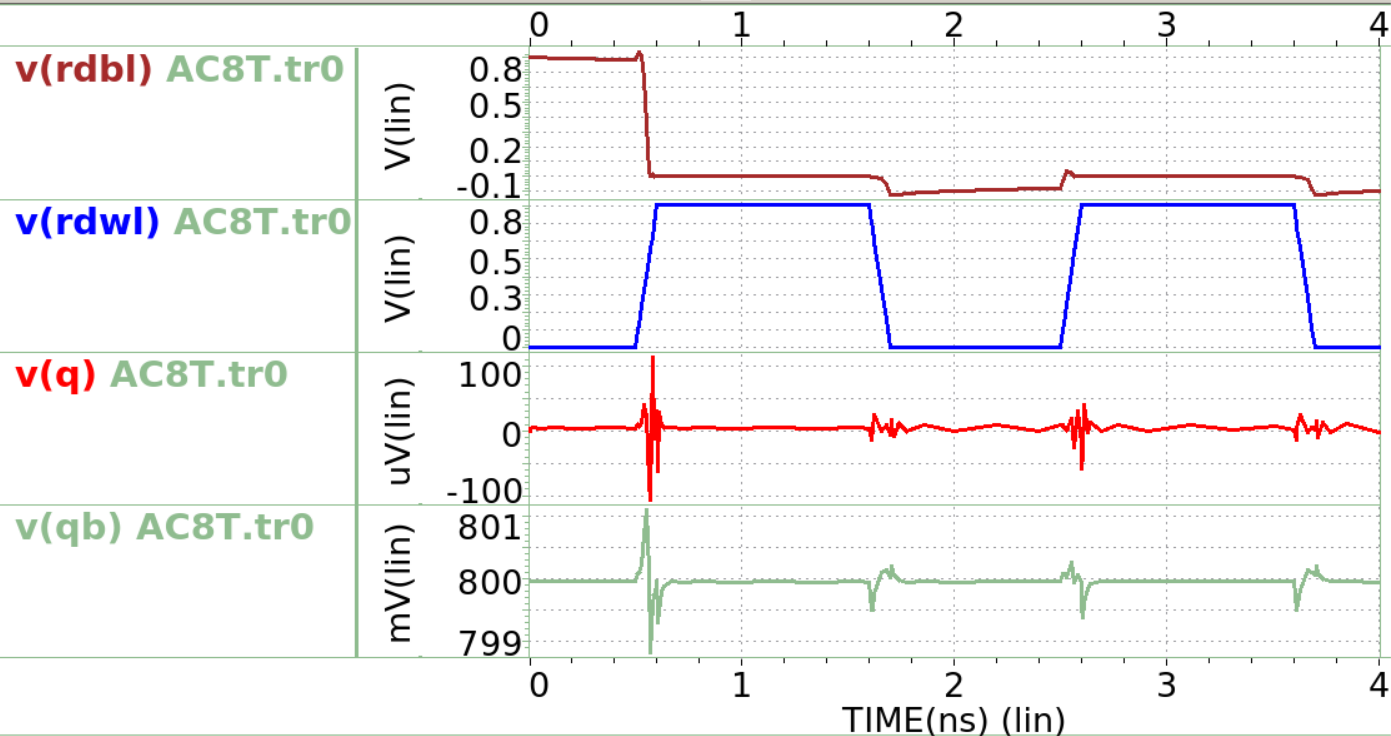 0 1 2 3 4
v(rdbl) AC8T.tr0
V(lin)
0.8
0.5
0.2
-0.1
v(rdwl) AC8T.tr0
V(lin)
0.8
0.5
0.3
0
v(q) AC8T.tr0
uV(lin)
100
0
-100
v(qb) AC8T.tr0
mV(lin)
801
800
799
0 1 2 3 4
TIME(ns) (lin)